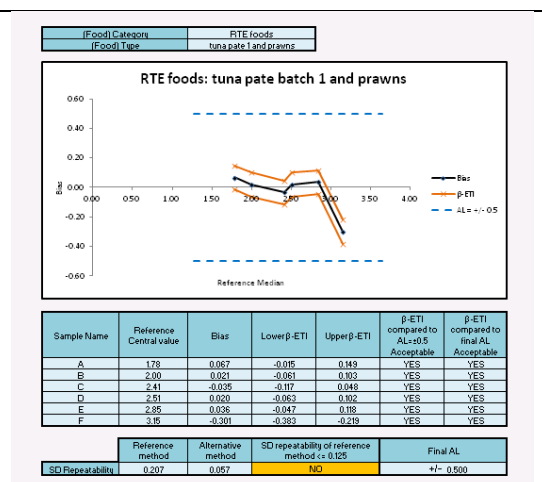 (Food) Category RTE foods
(Food) Type tuna pate 1 and prawns
RTE foods: tuna pate batch 1 and prawns
0.60
0.40
0.20
0.00
-0.20
-0.40
-0.60
0.00 0.50 1.00 1.50 2.00 2.50 3.00 3.50 4.00
Bias
Reference Median
Bias
β-ETI
AL = +/- 0.5
Sample Name Reference Central value Bias Lower β-ETI Upper β-ETI β-ETI compared to AL=±0.5 Acceptable β-ETI compared to final AL Acceptable
A 1.78 0.067 -0.015 0.149 YES YES
B 2.00 0.021 -0.061 0.103 YES YES
C 2.41 -0.035 -0.117 0.048 YES YES
D 2.51 0.020 -0.063 0.102 YES YES
E 2.85 0.036 -0.047 0.118 YES YES
F 3.15 -0.301 -0.383 -0.219 YES YES
Reference method Alternative method SD repeatability of reference method <= 0.125 Final AL
SD Repeatability 0.207 0.057 NO +/- 0.500